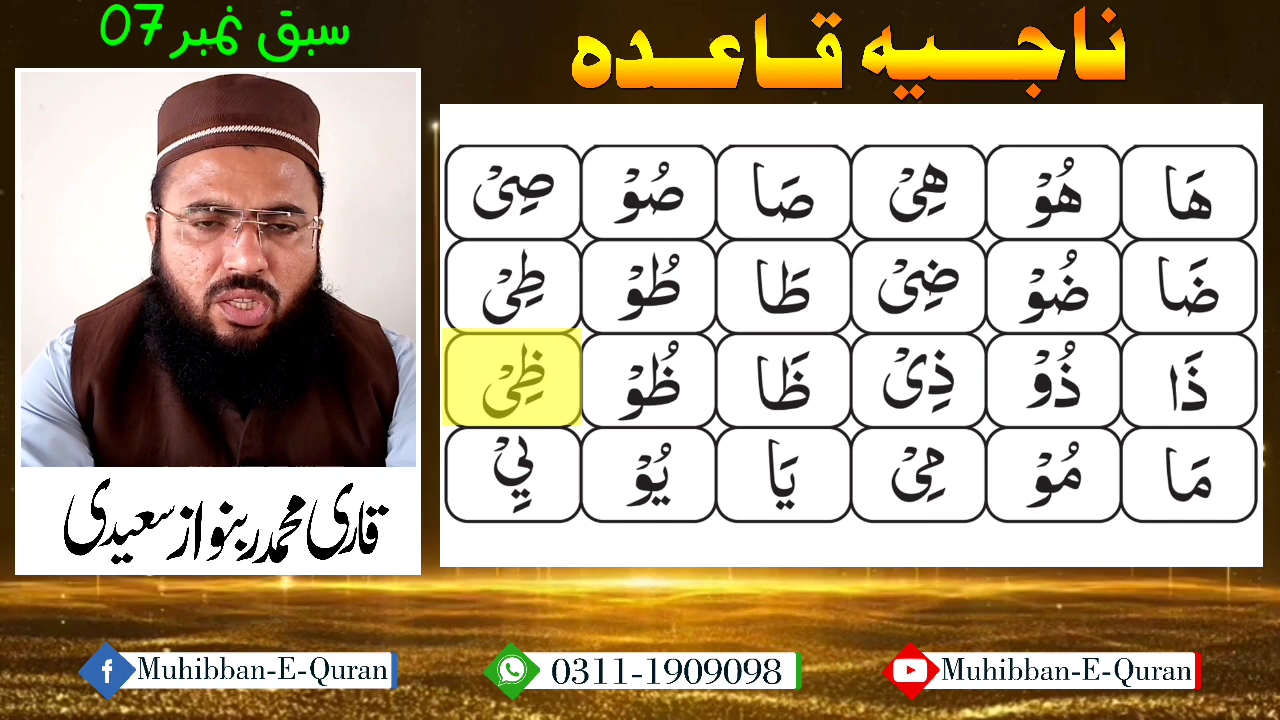 سبق نمبر 07
ناجیہ قاعدہ
هَا هُوْ هِیْ صَا صُوْ صِیْ
ضَا ضُوْ ضِیْ طَا طُوْ طِیْ
ذَا ذُوْ ذِیْ ظَا ظُوْ ظِیْ
مَا مُوْ مِیْ يَا يُوْ يِیْ
قاری محمد ربنواز سعیدی
Muhibban-E-Quran
0311-1909098
Muhibban-E-Quran